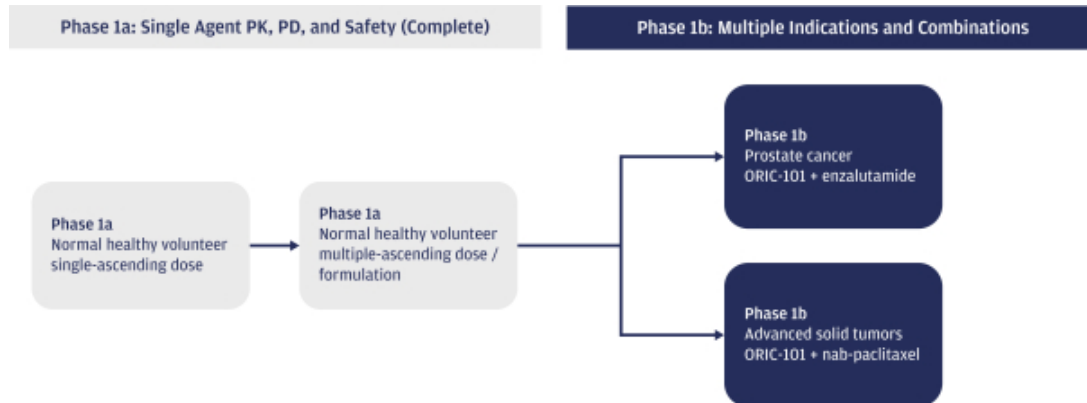 Phase 1a: Single Agent PK, PD, and Safety (Complete)
Phase 1b: Multiple Indications and Combinations
Phase 1a
Normal healthy volunteer
single-ascending dose
Phase 1a
Normal healthy volunteer
multiple-ascending dose /
formulation
Phase 1b
Prostate cancer
ORIC-101 + enzalutamide
Phase 1b
Advanced solid tumors
ORIC-101 + nab-paclitaxel